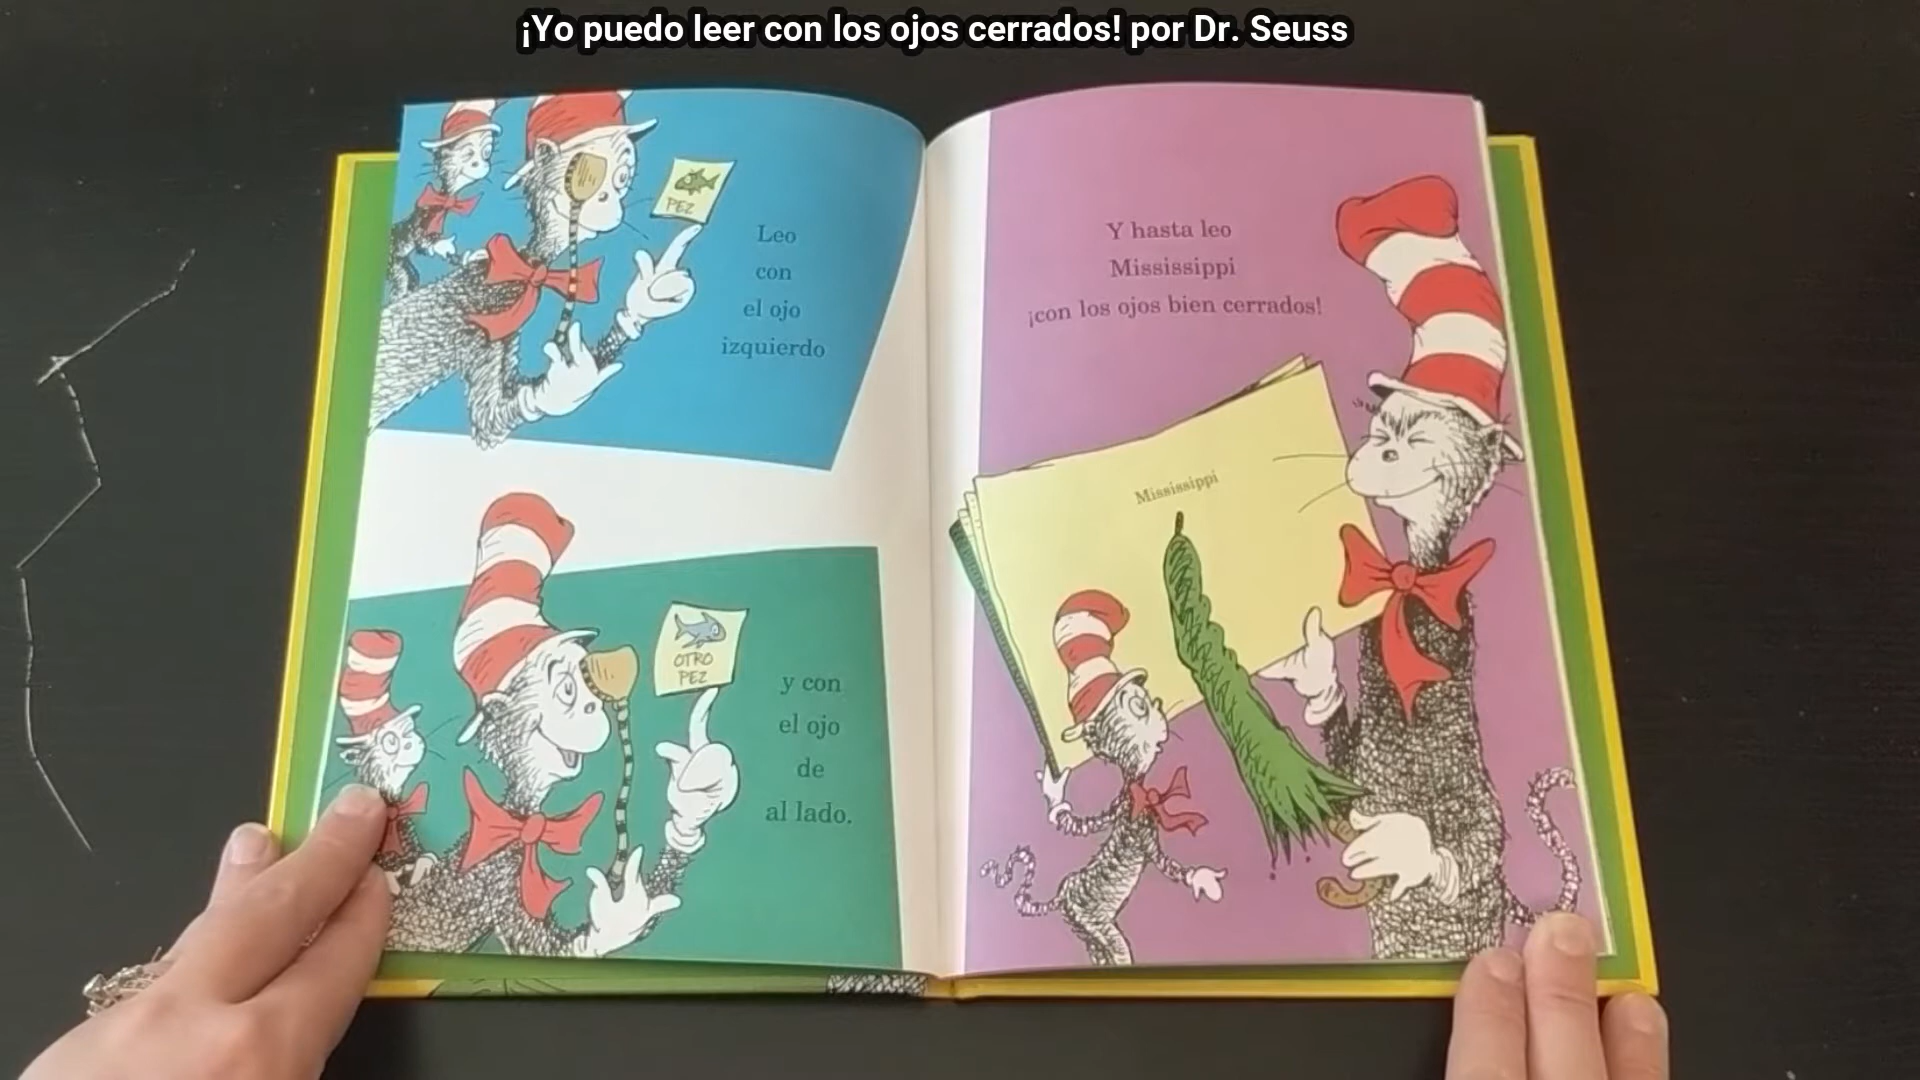 ¡Yo puedo leer con los ojos cerrados! por Dr. Seuss
PEZ
Leo
con
el ojo
izquierdo
OTRO
PEZ
y con
el ojo
de
al lado.
Y hasta leo
Mississippi
¡con los ojos bien cerrados!
Mississippi